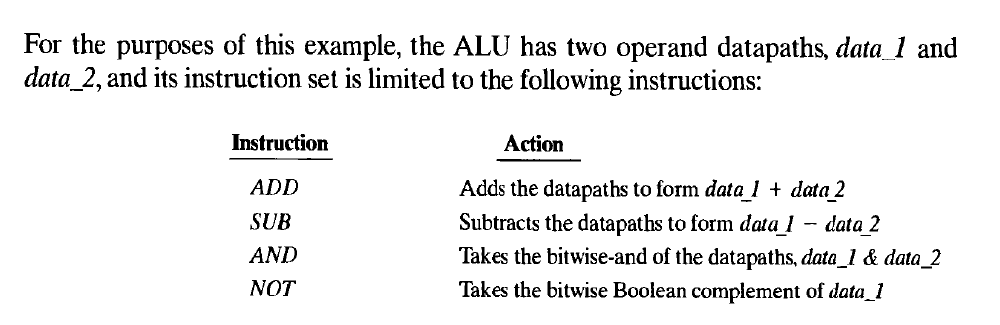 For the purposes of this example, the ALU has two operand datapaths, data_1 and
data_2, and its instruction set is limited to the following instructions:
Instruction Action
ADD Adds the datapaths to form data_1 + data_2
SUB Subtracts the datapaths to form data_1 − data_2
AND Takes the bitwise-and of the datapaths, data_1 & data_2
NOT Takes the bitwise Boolean complement of data_1